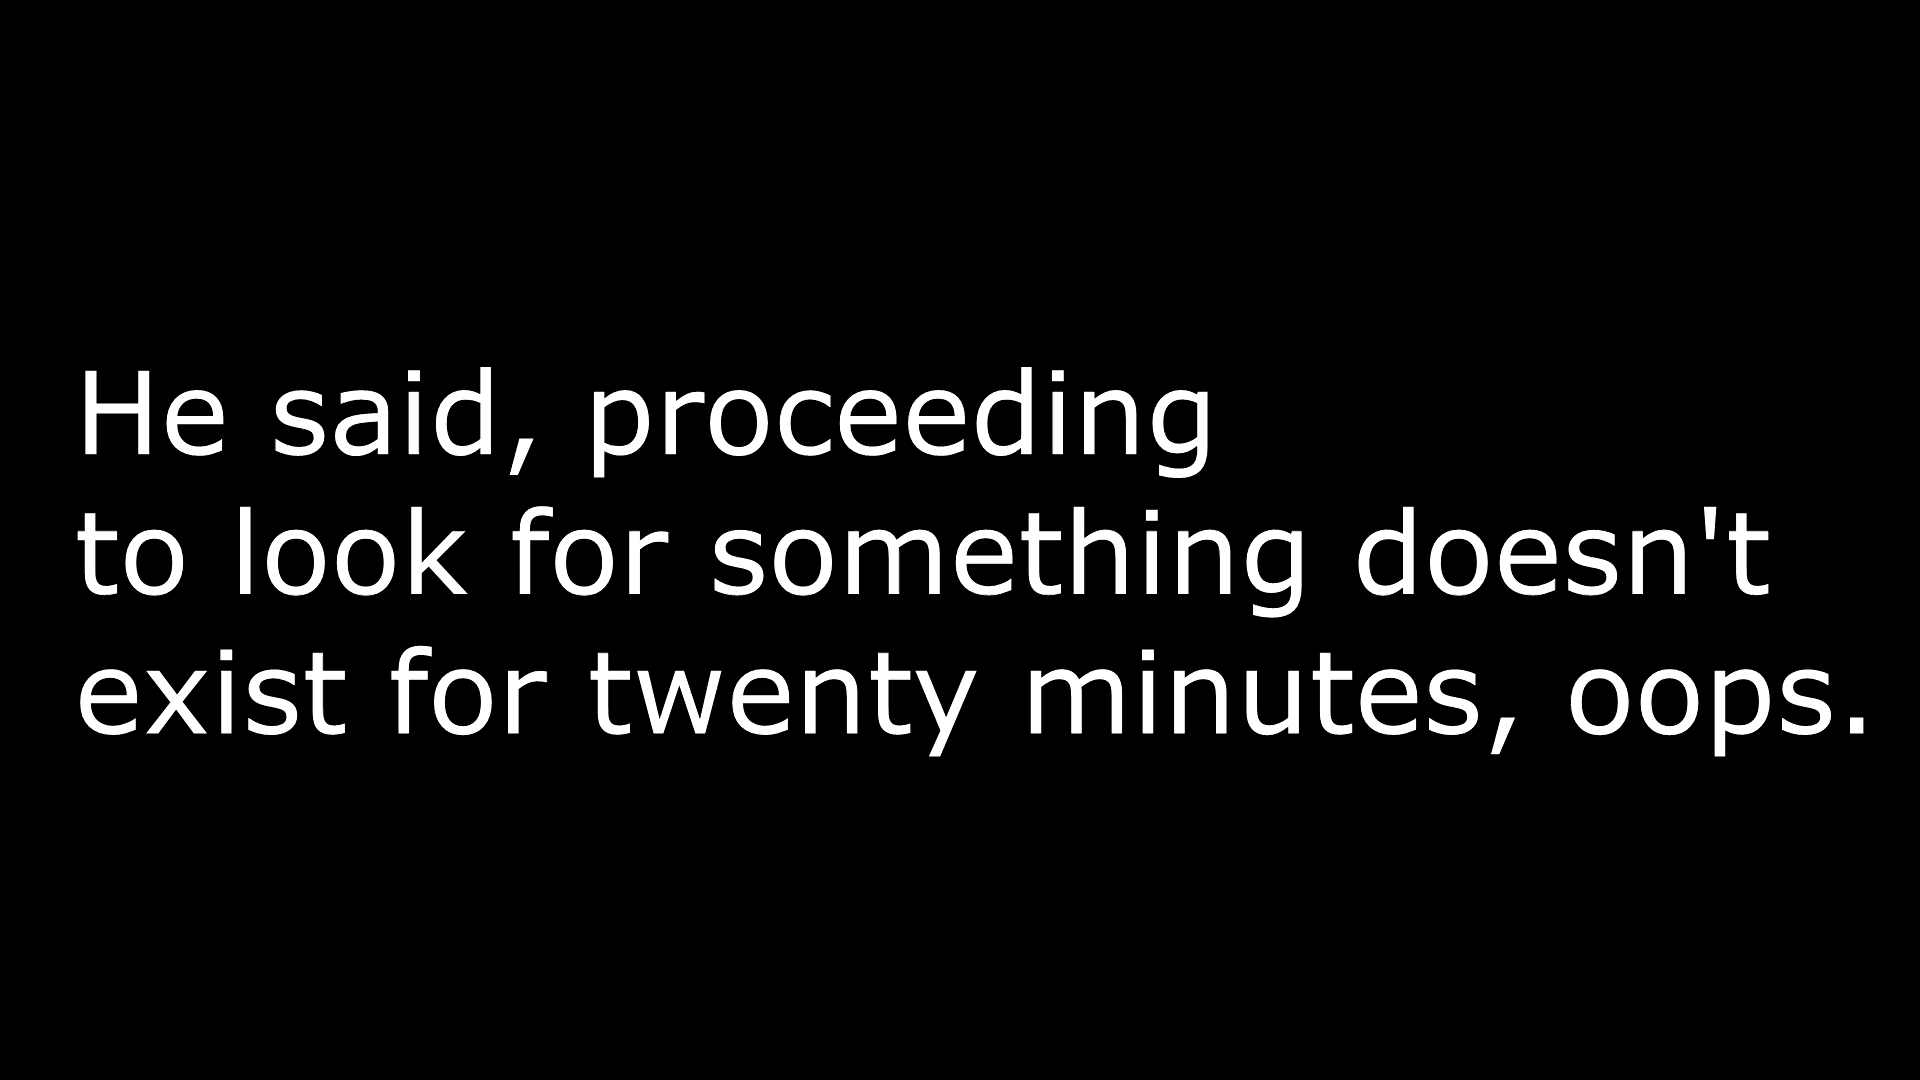 He said, proceeding
to look for something doesn't
exist for twenty minutes, oops.